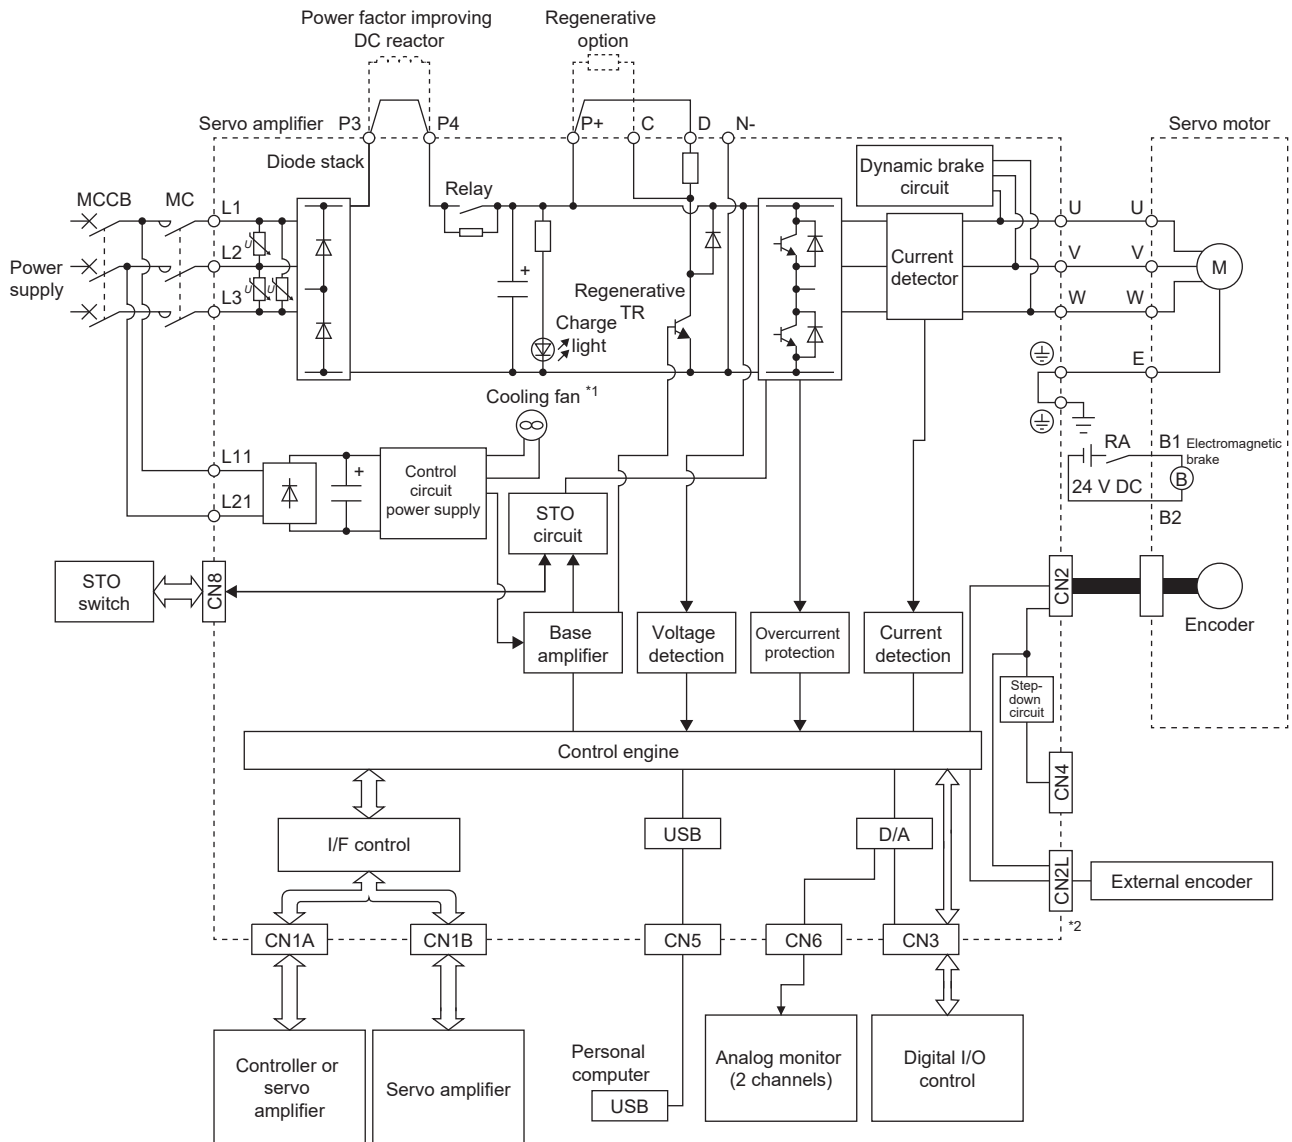 Power factor improving
DC reactor
Regenerative
option
Servo amplifier
P3
P4
P+
C
D
N-
Servo motor
Diode stack
Dynamic brake
circuit
MCCB
MC
L1
Relay
U
U
U
L2
+
Current
detector
V
V
M
Power
supply
U
U
L3
Regenerative
TR
W
W
Charge
light
E
Cooling fan *1
RA
B1
Electromagnetic
brake
L11
+
Control
circuit
power supply
24 V DC
B
L21
STO
circuit
B2
STO
switch
CN8
CN2
Encoder
Base
amplifier
Voltage
detection
Overcurrent
protection
Current
detection
Step-
down
circuit
Control engine
CN4
I/F control
USB
D/A
CN2L
External encoder
*2
CN1A
CN1B
CN5
CN6
CN3
Controller or
servo
amplifier
Servo amplifier
Personal
computer
USB
Analog monitor
(2 channels)
Digital I/O
control